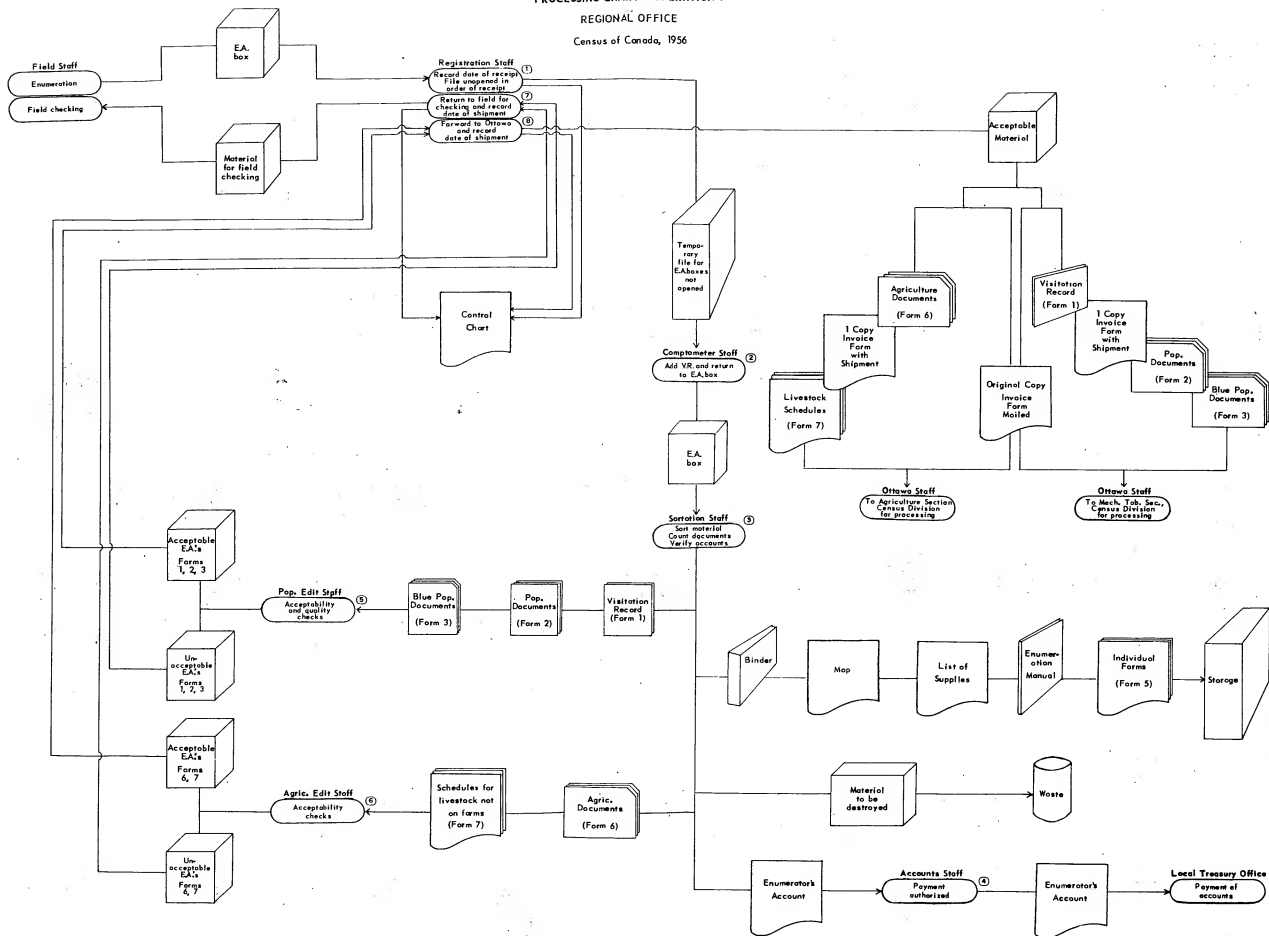 REGIONAL OFFICE
Census of Canada, 1956
Field Staff
Enumeration
Field checking
E.A.
box
Material
for field
checking
Registration Staff
1
Record date of receipt
File unopened in
order of receipt
7
Return to field for
checking and record
date of shipment
8
Forward to Ottawa
and record
date of shipment
Acceptable
Material
Tempo-
rary
file for
E.A.boxes
not
opened
Control
Chart
Agriculture
Documents
(Form 6)
1 Copy
Invoice
Form
with
Shipment
Livestock
Schedules
(Form 7)
Visitation
Record
(Form 1)
1 Copy
Invoice
Form
with
Shipment
Pop.
Documents
(Form 2)
Blue Pop.
Documents
(Form 3)
Original Copy
Invoice
Form
Mailed
Comptometer Staff
2
Add V.R. and return
to E.A. box
E.A.
box
Ottawa Staff
To Agriculture Section
Census Division
for processing
Ottawa Staff
To Mech. Tab. Sec.,
Census Division
for processing
Sortation Staff
3
Sort material
Count documents
Verify accounts
Acceptable
E.A.'s
Forms
1, 2, 3
Pop. Edit Staff
5
Acceptability
and quality
checks
Blue Pop.
Documents
(Form 3)
Pop.
Documents
(Form 2)
Visitation
Record
(Form 1)
Un-
acceptable
E.A.'s
Forms
1, 2, 3
Binder
Map
List of
Supplies
Enumer-
ation
Manual
Individual
Forms
(Form 5)
Storage
Acceptable
E.A.'s
Forms
6, 7
Agric. Edit Staff
6
Acceptability
checks
Schedules for
livestock not
on farms
(Form 7)
Agric.
Documents
(Form 6)
Material
to be
destroyed
Waste
Un-
acceptable
E.A.'s
Forms
6, 7
Enumerator's
Account
Accounts Staff
4
Payment
authorized
Enumerator's
Account
Local Treasury Office
Payment of
accounts